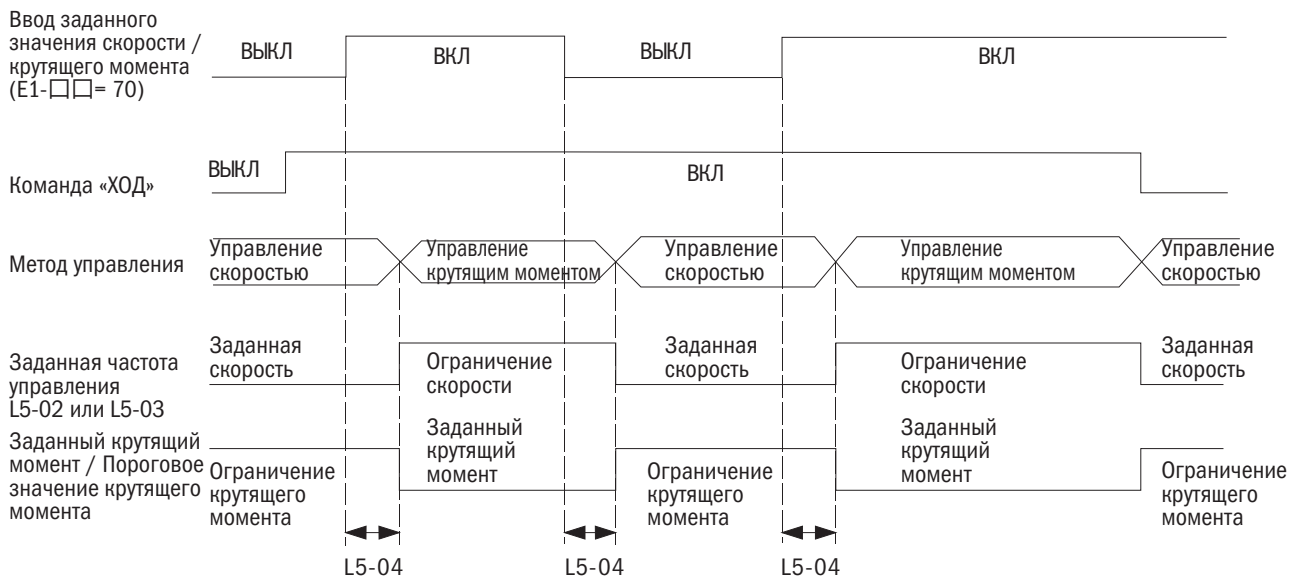 Ввод заданного
значения скорости /
крутящего момента
(E1-□□= 70)
ВЫКЛ
ВКЛ
ВЫКЛ
ВКЛ
Команда «ХОД»
ВЫКЛ
ВКЛ
Метод управления
Управление
скоростью
Управление
крутящим моментом
Управление
скоростью
Управление
крутящим моментом
Управление
скоростью
Заданная частота
управления
L5-02 или L5-03
Заданная
скорость
Ограничение
скорости
Заданная
скорость
Ограничение
скорости
Заданная
скорость
Заданный крутящий
момент / Пороговое
значение крутящего
момента
Ограничение
крутящего
момента
Заданный
крутящий
момент
Ограничение
крутящего
момента
Заданный
крутящий
момент
Ограничение
крутящего
момента
L5-04
L5-04
L5-04